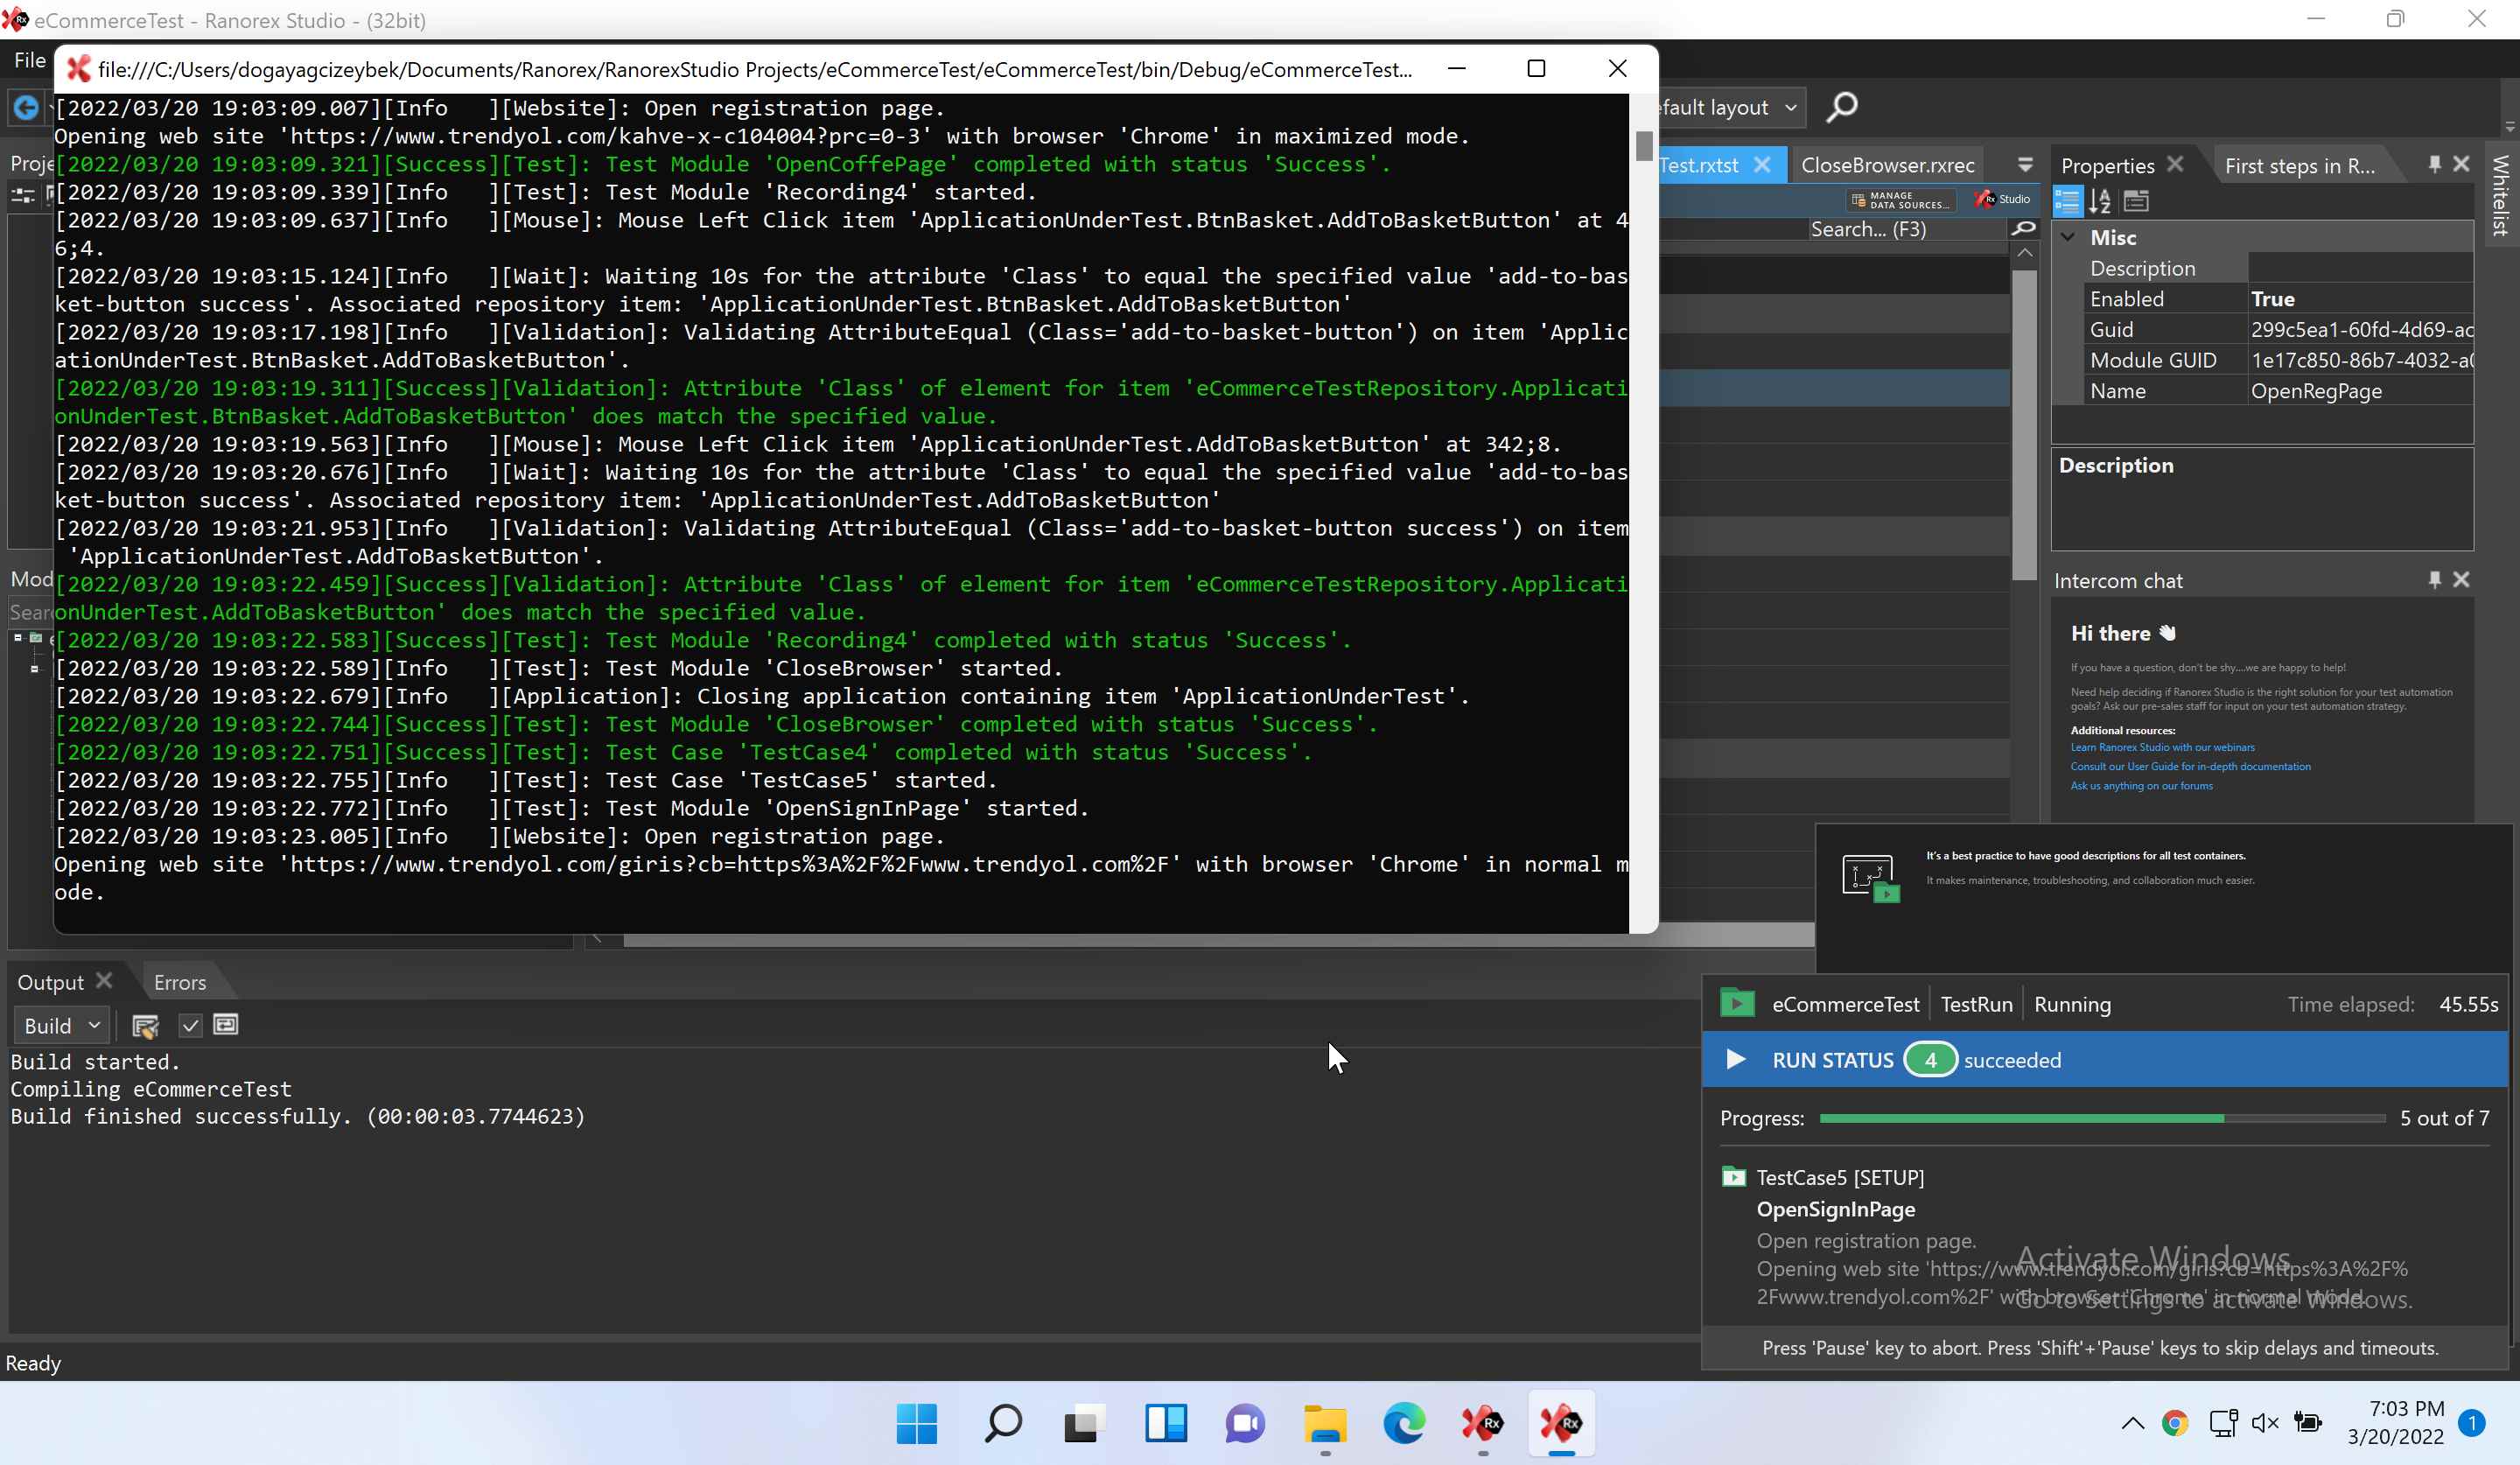 eCommerceTest - Ranorex Studio - (32bit)
File
file:///C:/Users/dogayagcizeybek/Documents/Ranorex/RanorexStudio Projects/eCommerceTest/eCommerceTest/bin/Debug/eCommerceTest...
[2022/03/20 19:03:09.007][Info   ][Website]: Open registration page.
Opening web site 'https://www.trendyol.com/kahve-x-c104004?prc=0-3' with browser 'Chrome' in maximized mode.
[2022/03/20 19:03:09.321][Success][Test]: Test Module 'OpenCoffePage' completed with status 'Success'.
[2022/03/20 19:03:09.339][Info   ][Test]: Test Module 'Recording4' started.
[2022/03/20 19:03:09.637][Info   ][Mouse]: Mouse Left Click item 'ApplicationUnderTest.BtnBasket.AddToBasketButton' at 4
6;4.
[2022/03/20 19:03:15.124][Info   ][Wait]: Waiting 10s for the attribute 'Class' to equal the specified value 'add-to-bas
ket-button success'. Associated repository item: 'ApplicationUnderTest.BtnBasket.AddToBasketButton'
[2022/03/20 19:03:17.198][Info   ][Validation]: Validating AttributeEqual (Class='add-to-basket-button') on item 'Applic
ationUnderTest.BtnBasket.AddToBasketButton'.
[2022/03/20 19:03:19.311][Success][Validation]: Attribute 'Class' of element for item 'eCommerceTestRepository.Applicati
onUnderTest.BtnBasket.AddToBasketButton' does match the specified value.
[2022/03/20 19:03:19.563][Info   ][Mouse]: Mouse Left Click item 'ApplicationUnderTest.AddToBasketButton' at 342;8.
[2022/03/20 19:03:20.676][Info   ][Wait]: Waiting 10s for the attribute 'Class' to equal the specified value 'add-to-bas
ket-button success'. Associated repository item: 'ApplicationUnderTest.AddToBasketButton'
[2022/03/20 19:03:21.953][Info   ][Validation]: Validating AttributeEqual (Class='add-to-basket-button success') on item
 'ApplicationUnderTest.AddToBasketButton'.
[2022/03/20 19:03:22.459][Success][Validation]: Attribute 'Class' of element for item 'eCommerceTestRepository.Applicati
onUnderTest.AddToBasketButton' does match the specified value.
[2022/03/20 19:03:22.583][Success][Test]: Test Module 'Recording4' completed with status 'Success'.
[2022/03/20 19:03:22.589][Info   ][Test]: Test Module 'CloseBrowser' started.
[2022/03/20 19:03:22.679][Info   ][Application]: Closing application containing item 'ApplicationUnderTest'.
[2022/03/20 19:03:22.744][Success][Test]: Test Module 'CloseBrowser' completed with status 'Success'.
[2022/03/20 19:03:22.751][Success][Test]: Test Case 'TestCase4' completed with status 'Success'.
[2022/03/20 19:03:22.755][Info   ][Test]: Test Case 'TestCase5' started.
[2022/03/20 19:03:22.772][Info   ][Test]: Test Module 'OpenSignInPage' started.
[2022/03/20 19:03:23.005][Info   ][Website]: Open registration page.
Opening web site 'https://www.trendyol.com/giris?cb=https%3A%2F%2Fwww.trendyol.com%2F' with browser 'Chrome' in normal m
ode.
Proje
Mod
Sear
efault layout
Test.rxtst
CloseBrowser.rxrec
MANAGE
DATA SOURCES...
Rx Studio
Search... (F3)
Properties
First steps in R...
Whitelist
Misc
Description
Enabled True
Guid 299c5ea1-60fd-4d69-ac
Module GUID 1e17c850-86b7-4032-a
Name OpenRegPage
Description
Intercom chat
Hi there
If you have a question, don't be shy....we are happy to help!
Need help deciding if Ranorex Studio is the right solution for your test automation
goals? Ask our pre-sales staff for input on your test automation strategy.
Additional resources:
Learn Ranorex Studio with our webinars
Consult our User Guide for in-depth documentation
Ask us anything on our forums
It's a best practice to have good descriptions for all test containers.
It makes maintenance, troubleshooting, and collaboration much easier.
Output
Errors
Build
Build started.
Compiling eCommerceTest
Build finished successfully. (00:00:03.7744623)
eCommerceTest TestRun Running Time elapsed: 45.55s
RUN STATUS 4 succeeded
Progress: 5 out of 7
TestCase5 [SETUP]
OpenSignInPage
Open registration page.
Opening web site 'https://www.trendyol.com/giris?cb=https%3A%2F%
2Fwww.trendyol.com%2F' with browser 'Chrome' in normal mode.
Activate Windows
Go to Settings to activate Windows.
Press 'Pause' key to abort. Press 'Shift'+'Pause' keys to skip delays and timeouts.
Ready
Rx
Rx
7:03 PM
3/20/2022
1